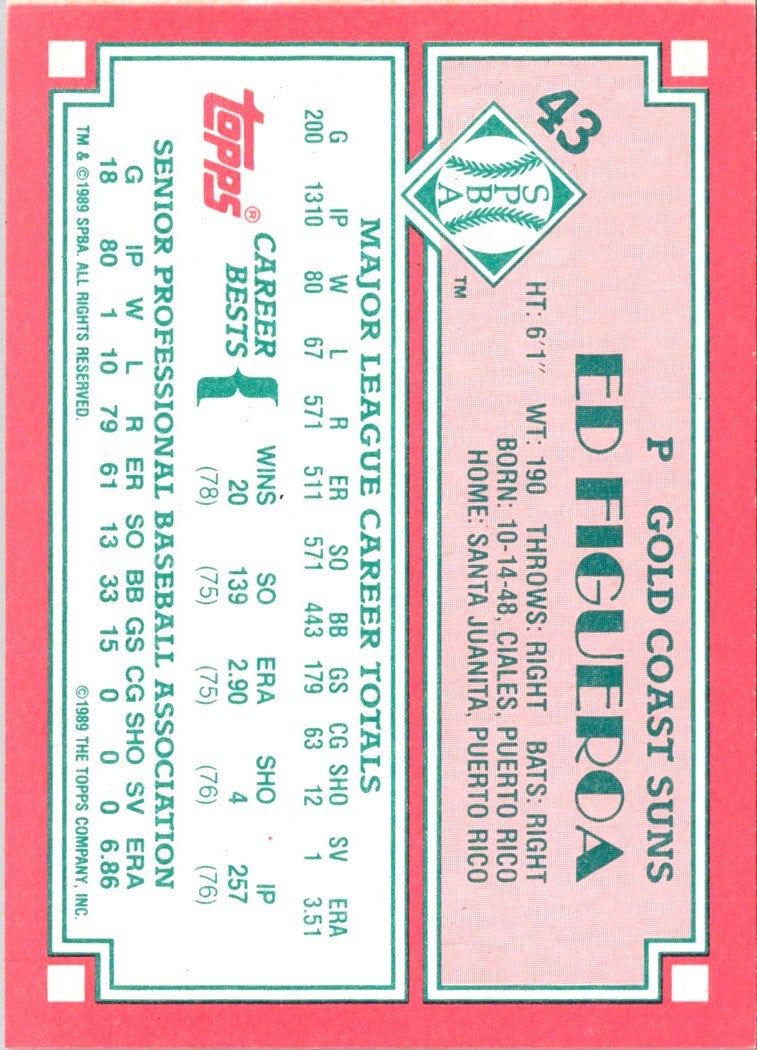 43
SPBA
TM
P GOLD COAST SUNS
ED FIGUEROA
HT: 6'1" WT: 190 THROWS: RIGHT BATS: RIGHT
BORN: 10-14-48, CIALES, PUERTO RICO
HOME: SANTA JUANITA, PUERTO RICO
MAJOR LEAGUE CAREER TOTALS
G IP W L R ER SO BB GS CG SHO SV ERA
200 1310 80 67 571 511 571 443 179 63 12 1 3.51
topps®
CAREER BESTS
WINS SO ERA SHO IP
20 139 2.90 4 257
(78) (75) (75) (76) (76)
SENIOR PROFESSIONAL BASEBALL ASSOCIATION
G IP W L R ER SO BB GS CG SHO SV ERA
18 80 1 10 79 61 13 33 15 0 0 0 6.86
TM & ©1989 SPBA. ALL RIGHTS RESERVED. ©1989 THE TOPPS COMPANY, INC.